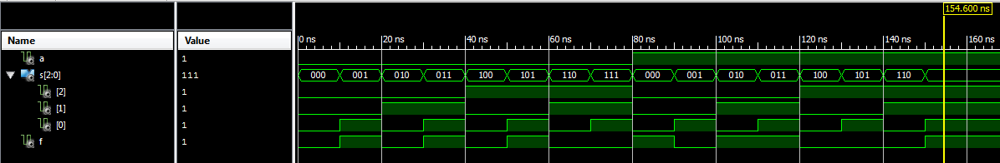 154.600 ns
Name Value 0 ns 20 ns 40 ns 60 ns 80 ns 100 ns 120 ns 140 ns 160 ns
a 1
s[2:0] 111 000 001 010 011 100 101 110 111 000 001 010 011 100 101 110
[2] 1
[1] 1
[0] 1
f 1